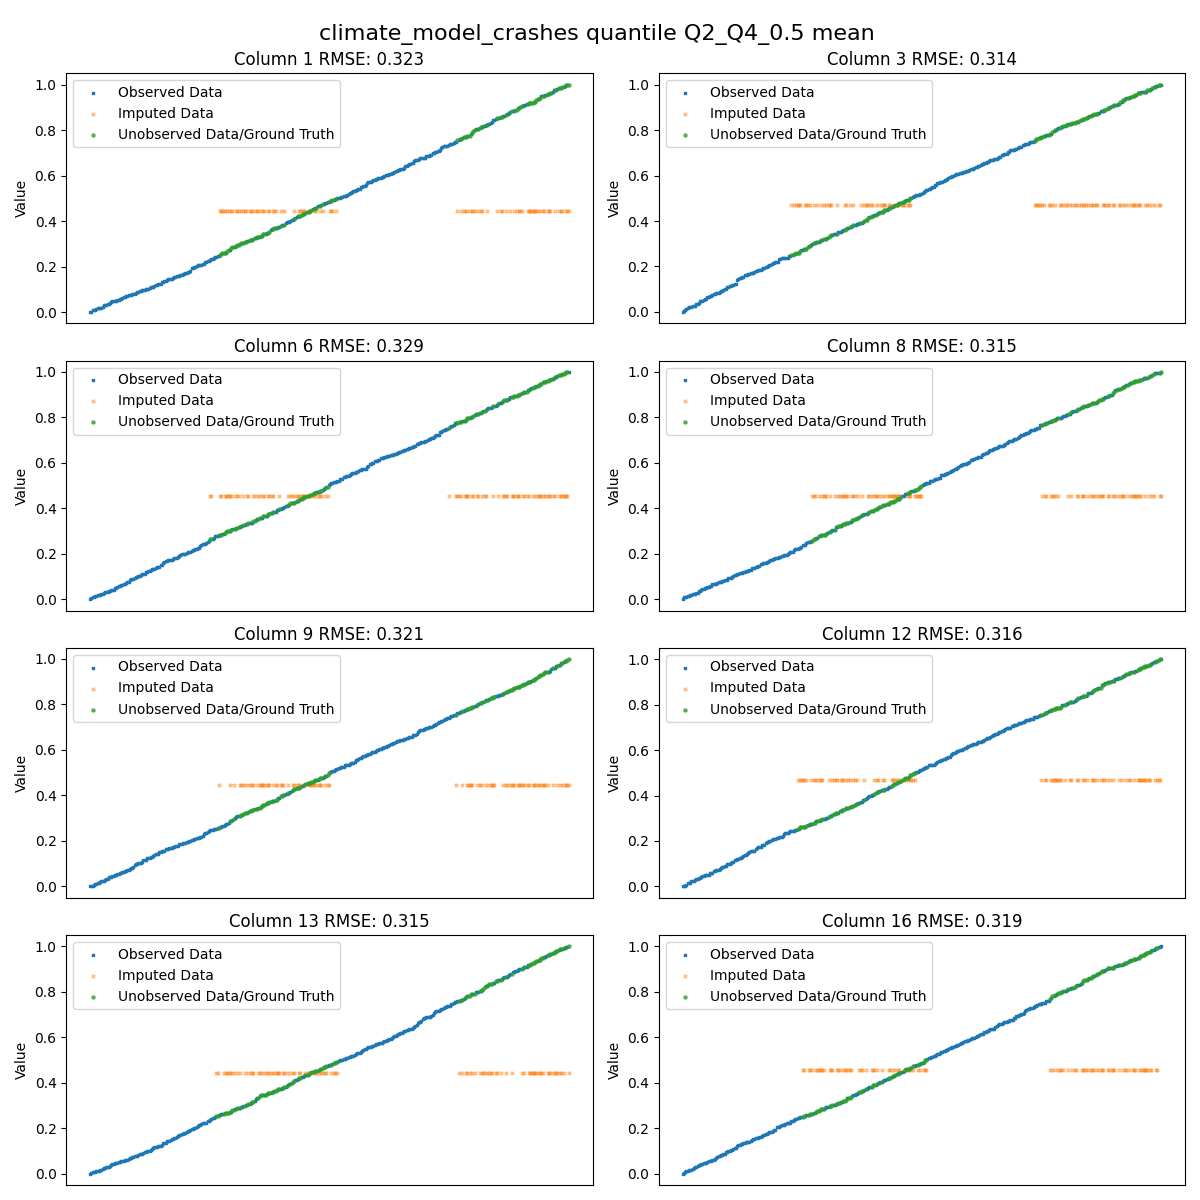 climate_model_crashes quantile Q2_Q4_0.5 mean
Column 1 RMSE: 0.323
Value
1.0
0.8
0.6
0.4
0.2
0.0
Observed Data
Imputed Data
Unobserved Data/Ground Truth
Column 3 RMSE: 0.314
Value
1.0
0.8
0.6
0.4
0.2
0.0
Observed Data
Imputed Data
Unobserved Data/Ground Truth
Column 6 RMSE: 0.329
Value
1.0
0.8
0.6
0.4
0.2
0.0
Observed Data
Imputed Data
Unobserved Data/Ground Truth
Column 8 RMSE: 0.315
Value
1.0
0.8
0.6
0.4
0.2
0.0
Observed Data
Imputed Data
Unobserved Data/Ground Truth
Column 9 RMSE: 0.321
Value
1.0
0.8
0.6
0.4
0.2
0.0
Observed Data
Imputed Data
Unobserved Data/Ground Truth
Column 12 RMSE: 0.316
Value
1.0
0.8
0.6
0.4
0.2
0.0
Observed Data
Imputed Data
Unobserved Data/Ground Truth
Column 13 RMSE: 0.315
Value
1.0
0.8
0.6
0.4
0.2
0.0
Observed Data
Imputed Data
Unobserved Data/Ground Truth
Column 16 RMSE: 0.319
Value
1.0
0.8
0.6
0.4
0.2
0.0
Observed Data
Imputed Data
Unobserved Data/Ground Truth